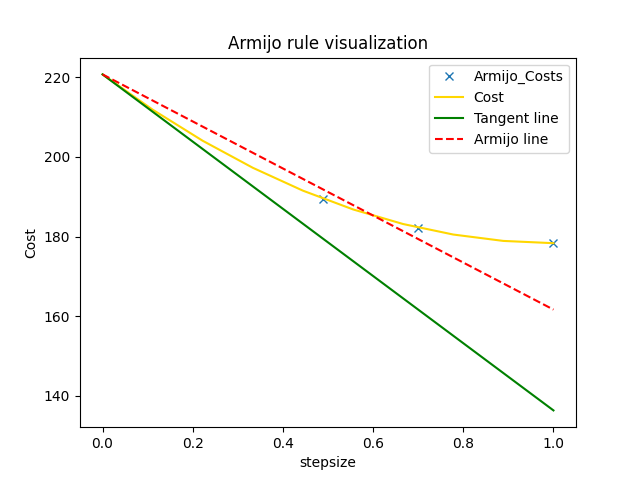 Armijo rule visualization
Armijo_Costs
Cost
Tangent line
Armijo line
220
200
180
160
140
Cost
0.0 0.2 0.4 0.6 0.8 1.0
stepsize